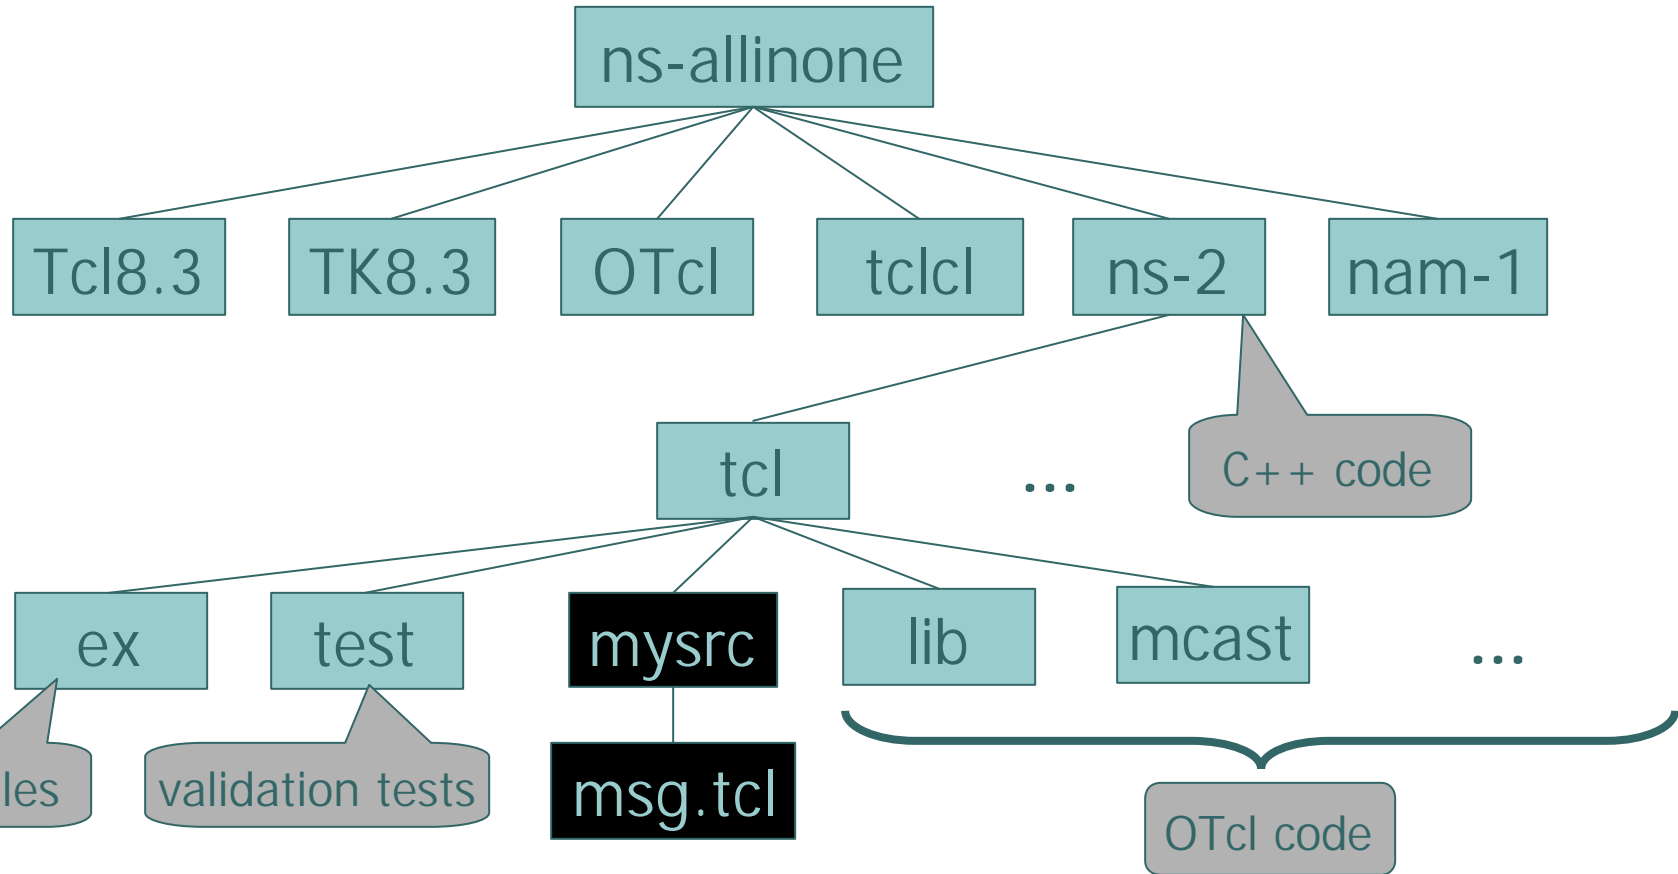 ns-allinone
Tcl8.3
TK8.3
OTcl
tclcl
ns-2
nam-1
tcl
...
C++ code
ex
test
mysrc
lib
mcast
...
les
validation tests
msg.tcl
OTcl code